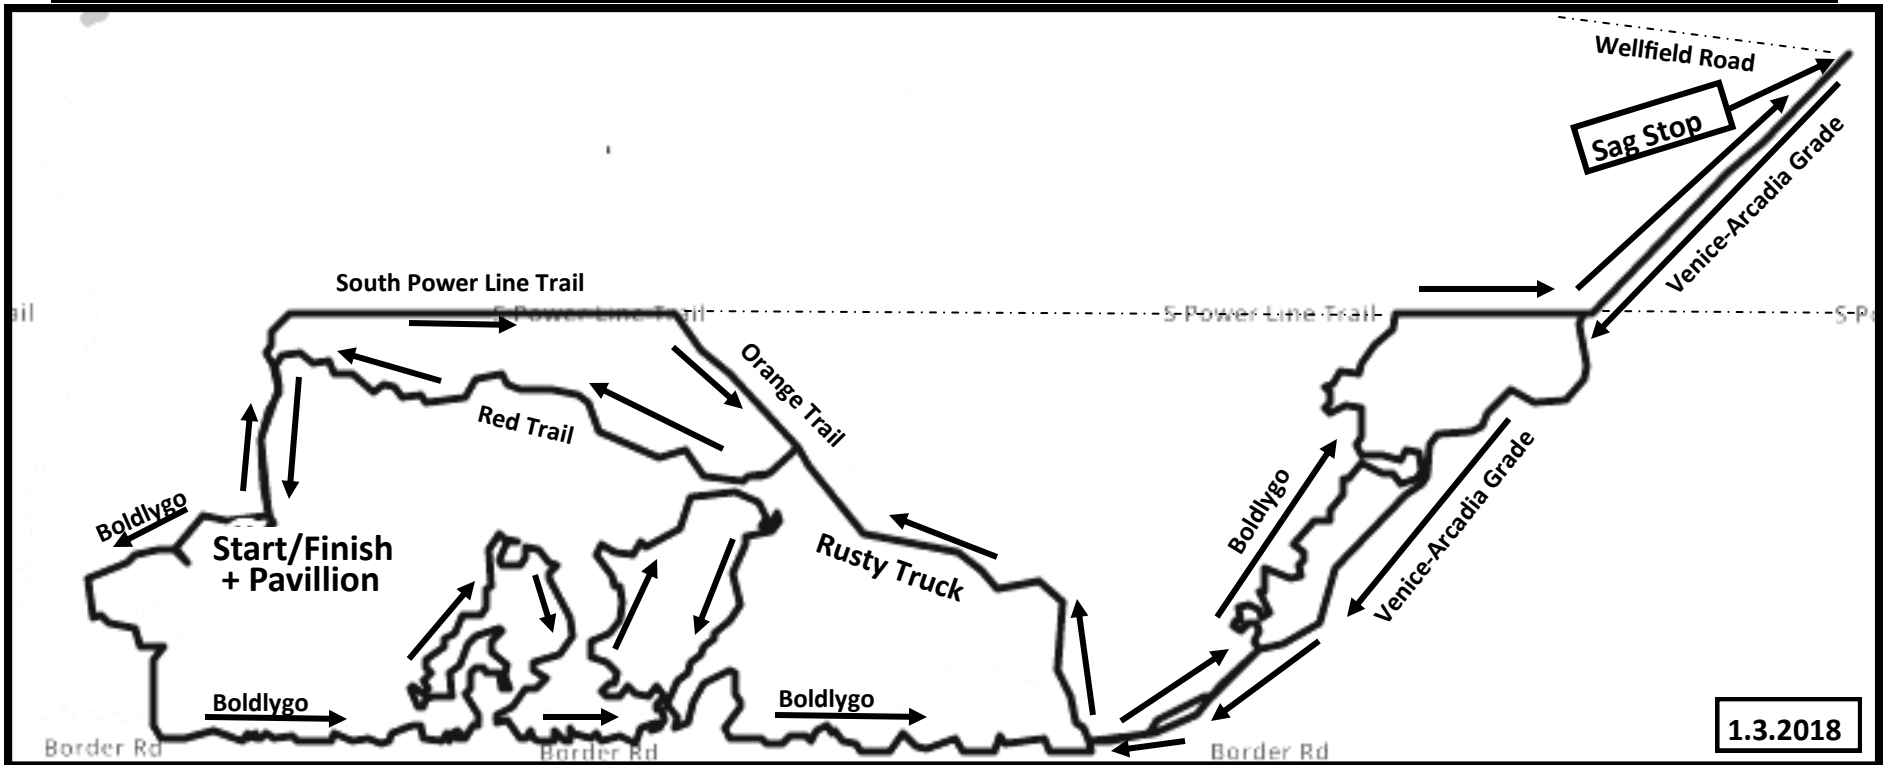 Wellfield Road
Sag Stop
Venice-Arcadia Grade
South Power Line Trail
ail
S Power Line Trail
S Power Line Trail
S Po
Orange Trail
Red Trail
Boldlygo
Start/Finish
+ Pavillion
Rusty Truck
Boldlygo
Venice-Arcadia Grade
Boldlygo
Boldlygo
1.3.2018
Border Rd
Border Rd
Border Rd